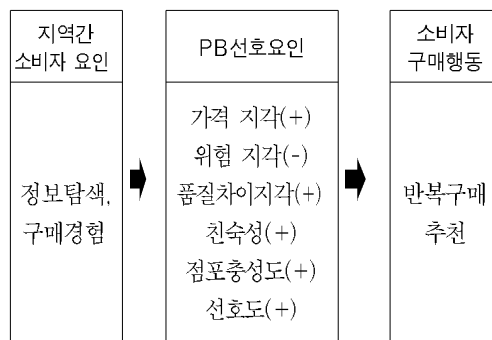 지역간
소비자 요인
정보탐색,
구매경험
PB선호요인
가격 지각(+)
위험 지각(-)
품질차이지각(+)
친숙성(+)
점포충성도(+)
선호도(+)
소비자
구매행동
반복구매
추천